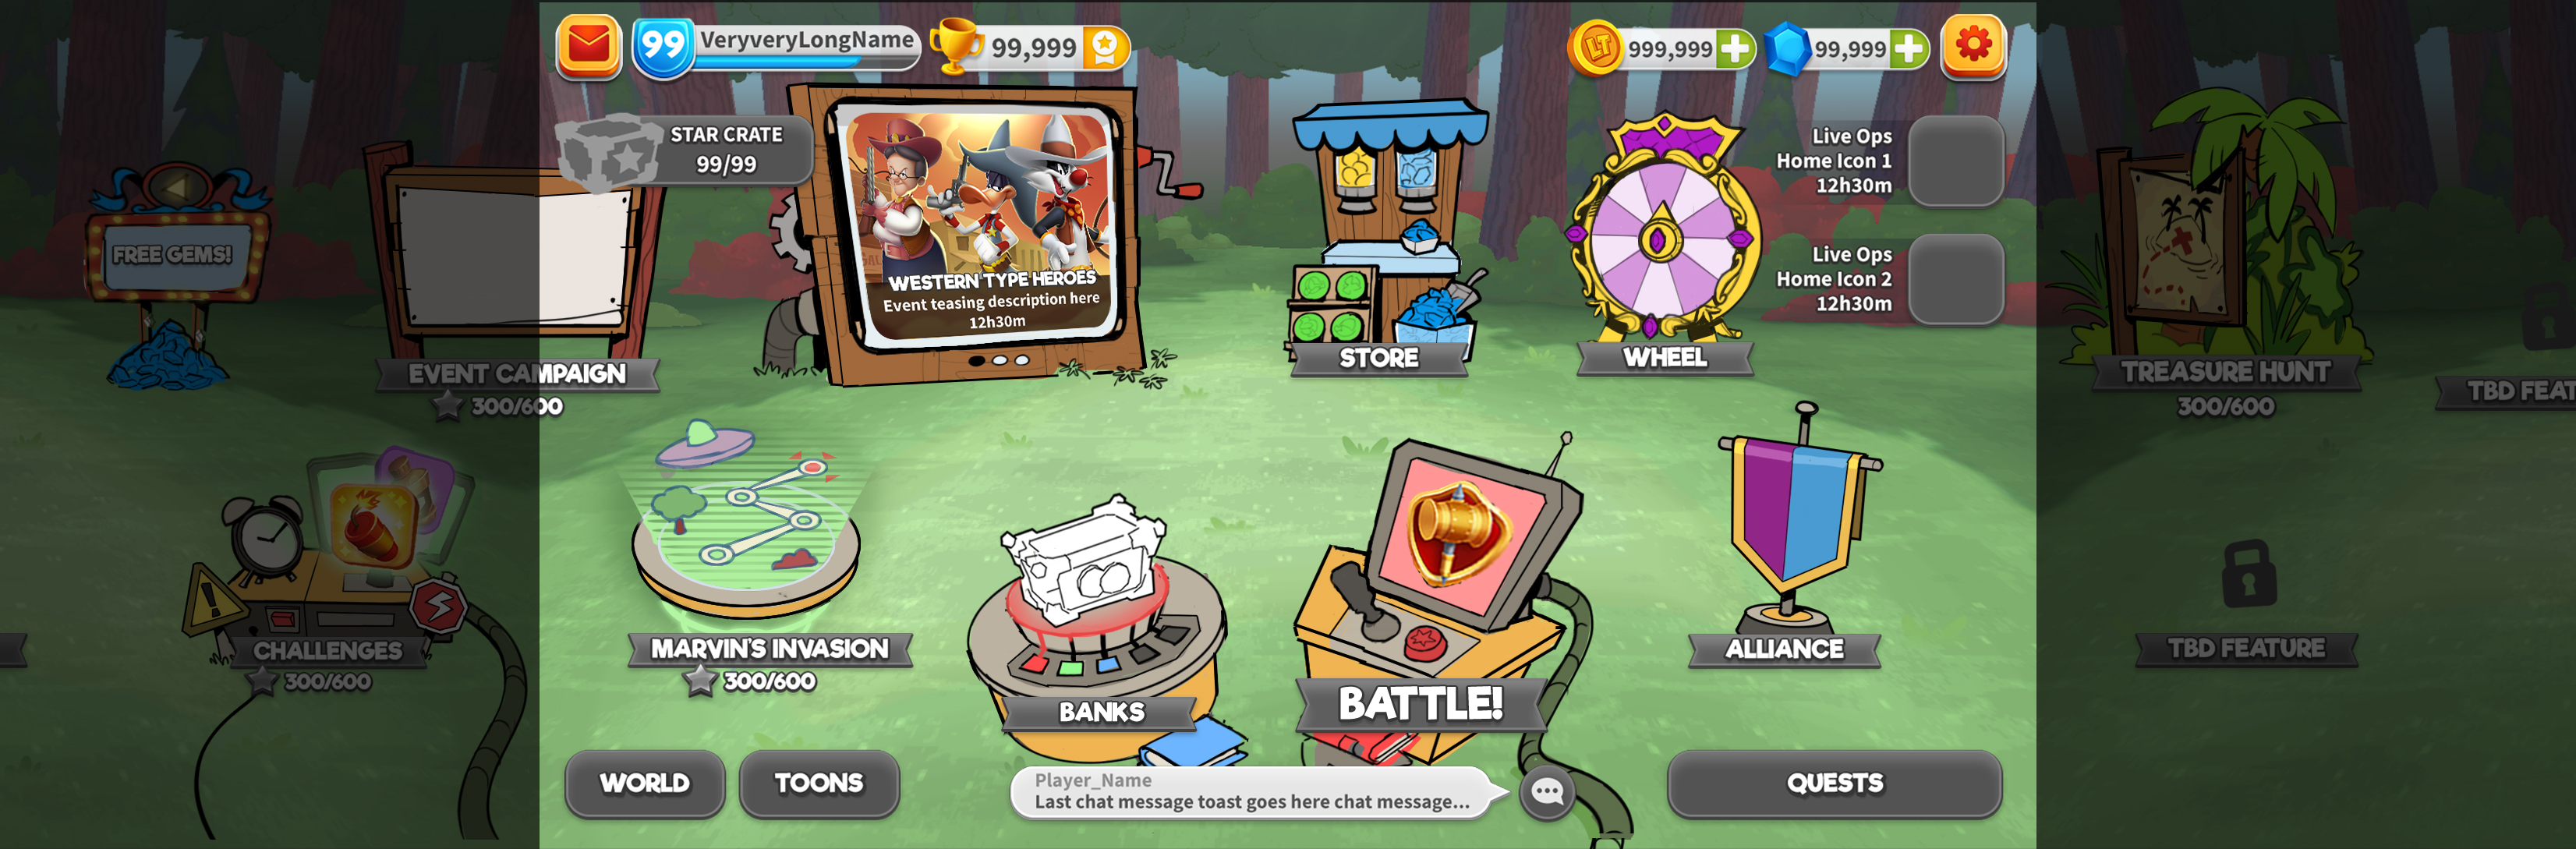 99
VeryveryLongName
99,999
LT
999,999
99,999
STAR CRATE
99/99
Live Ops
Home Icon 1
12h30m
Live Ops
Home Icon 2
12h30m
FREE GEMS!
WESTERN TYPE HEROES
Event teasing description here
12h30m
EVENT CAMPAIGN
300/600
STORE
WHEEL
TREASURE HUNT
300/600
TBD FEAT
CHALLENGES
300/600
MARVIN'S INVASION
300/600
BANKS
BATTLE!
ALLIANCE
TBD FEATURE
WORLD
TOONS
Player_Name
Last chat message toast goes here chat message...
QUESTS